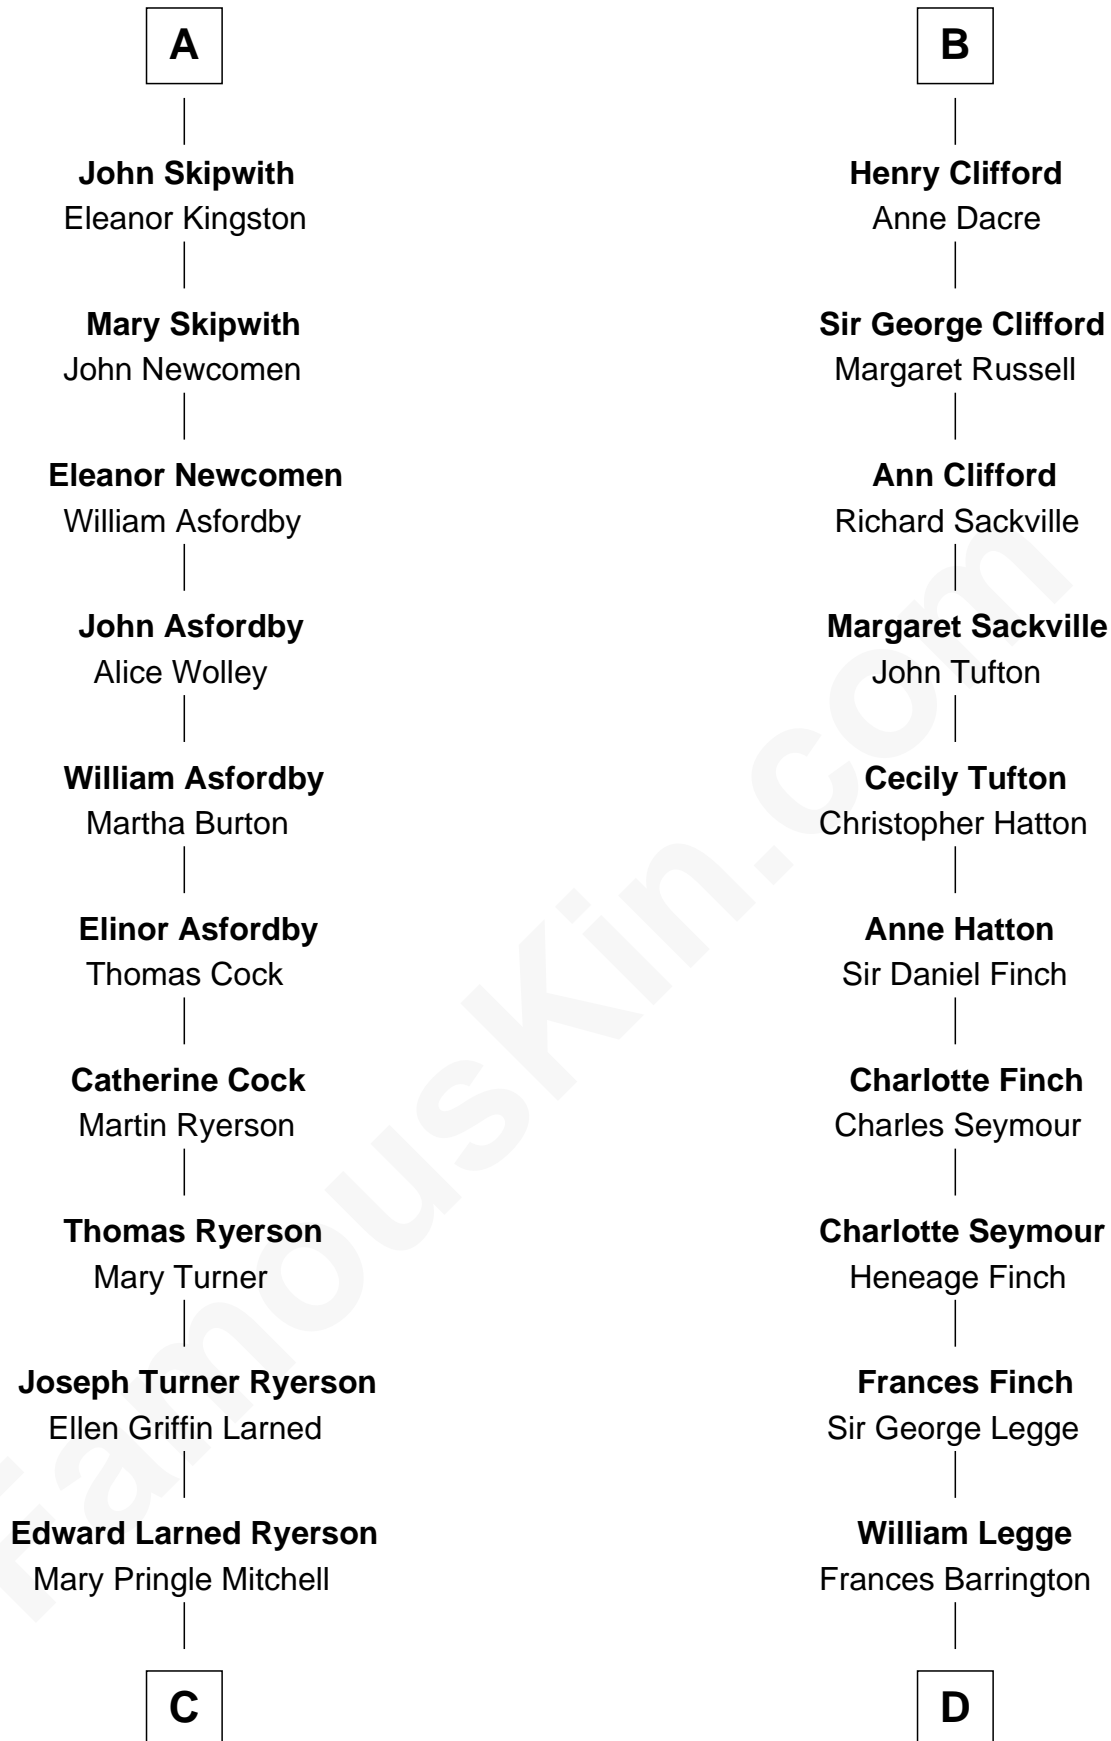 A
John Skipwith
Eleanor Kingston
Mary Skipwith
John Newcomen
Eleanor Newcomen
William Asfordby
John Asfordby
Alice Wolley
William Asfordby
Martha Burton
Elinor Asfordby
Thomas Cock
Catherine Cock
Martin Ryerson
Thomas Ryerson
Mary Turner
Joseph Turner Ryerson
Ellen Griffin Larned
Edward Larned Ryerson
Mary Pringle Mitchell
C
B
Henry Clifford
Anne Dacre
Sir George Clifford
Margaret Russell
Ann Clifford
Richard Sackville
Margaret Sackville
John Tufton
Cecily Tufton
Christopher Hatton
Anne Hatton
Sir Daniel Finch
Charlotte Finch
Charles Seymour
Charlotte Seymour
Heneage Finch
Frances Finch
Sir George Legge
William Legge
Frances Barrington
D
FamousKin.com